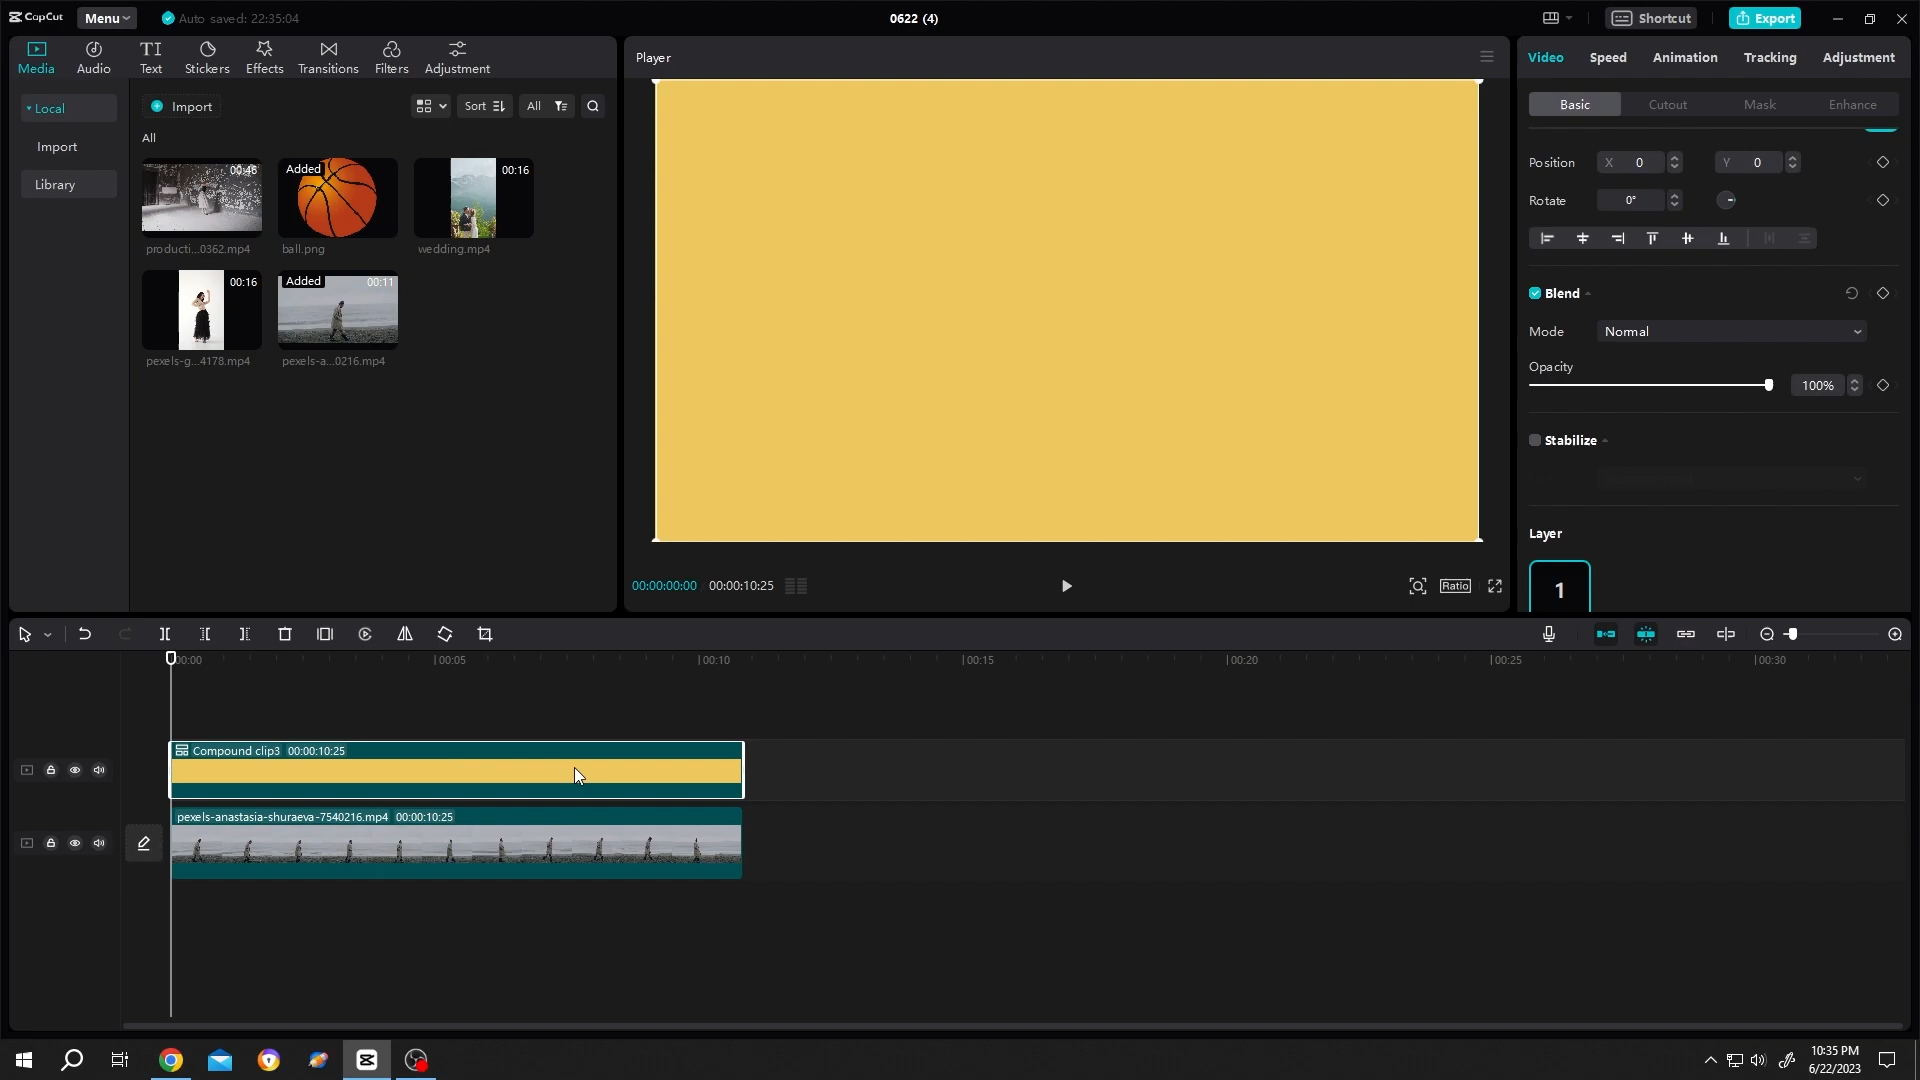 CapCut
Menu
Auto saved: 22:35:04
0622 (4)
Shortcut
Export
Media
Audio
Text
Stickers
Effects
Transitions
Filters
Adjustment
Local
Import
Library
Import
Sort
All
All
00:46
producti...0362.mp4
Added
ball.png
00:16
wedding.mp4
00:16
pexels-g...4178.mp4
Added
00:11
pexels-a...0216.mp4
Player
00:00:00:00
00:00:10:25
Ratio
Video
Speed
Animation
Tracking
Adjustment
Basic
Cutout
Mask
Enhance
Position
X 0
Y 0
Rotate
0°
Blend
Mode
Normal
Opacity
100%
Stabilize
Layer
1
00:00
00:05
00:10
00:15
00:20
00:25
00:30
Compound clip3 00:00:10:25
pexels-anastasia-shuraeva-7540216.mp4 00:00:10:25
10:35 PM
6/22/2023